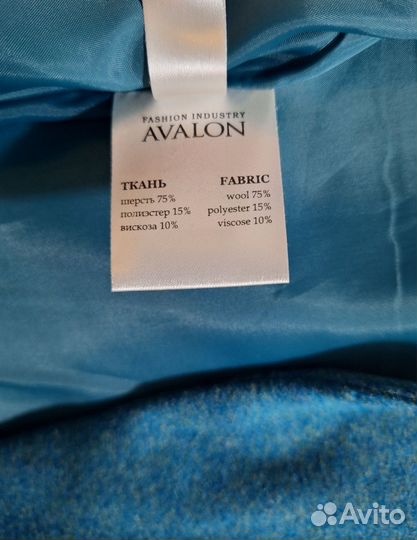 FASHION INDUSTRY
AVALON
ТКАНЬ
шерсть 75%
полиэстер 15%
вискоза 10%
FABRIC
wool 75%
polyester 15%
viscose 10%
Avito